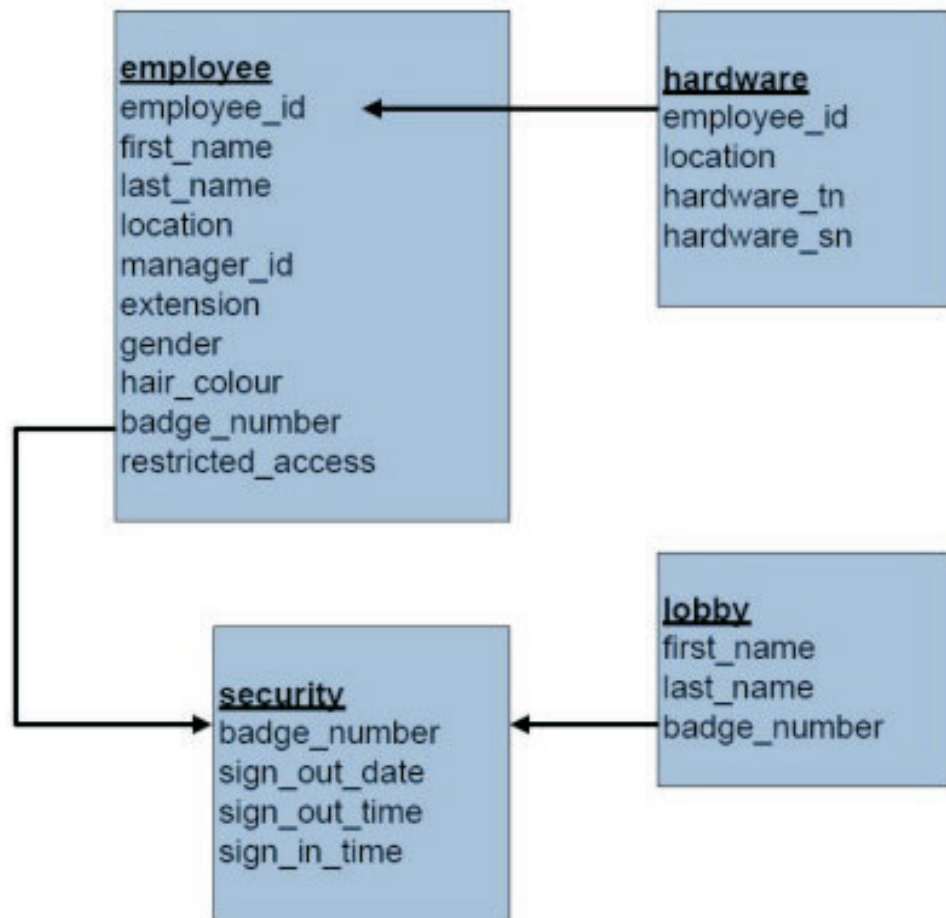 employee
employee_id
first_name
last_name
location
manager_id
extension
gender
hair_colour
badge_number
restricted_access
hardware
employee_id
location
hardware_tn
hardware_sn
security
badge_number
sign_out_date
sign_out_time
sign_in_time
lobby
first_name
last_name
badge_number